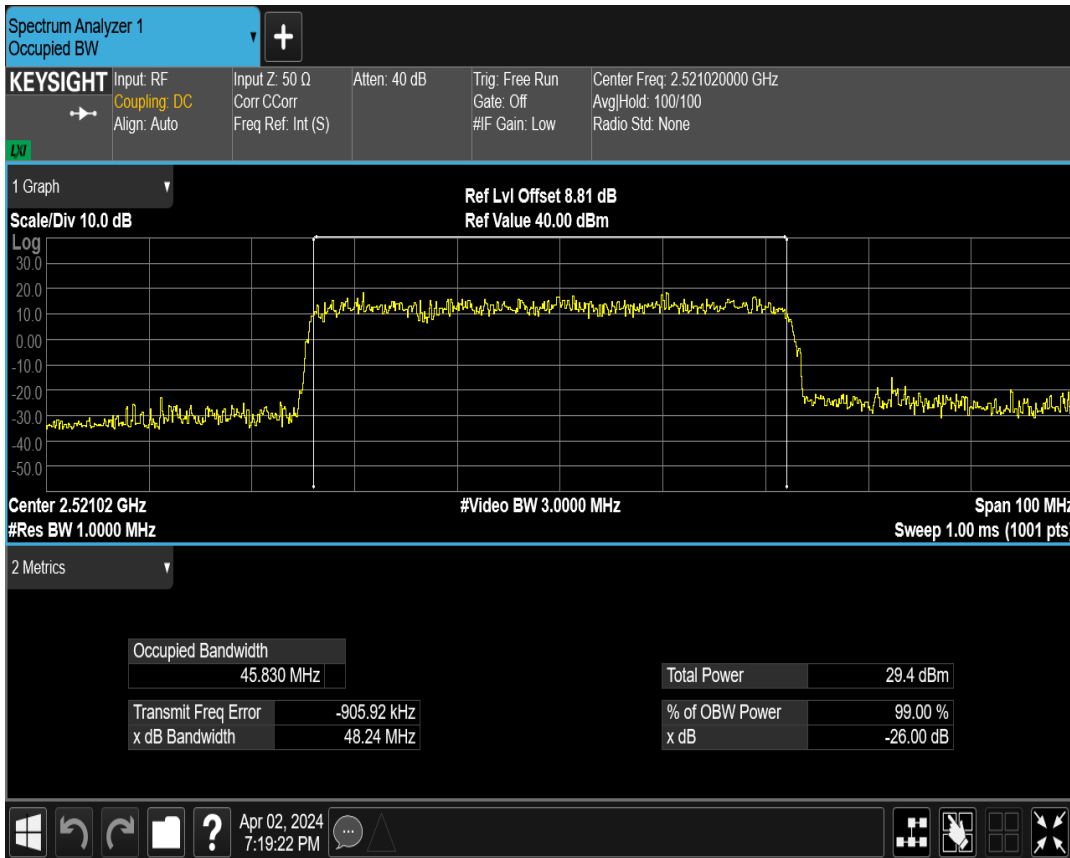 Spectrum Analyzer 1
Occupied BW
+
KEYSIGHT
LXI
Input: RF
Coupling: DC
Align: Auto
Input Z: 50 Ω
Corr CCorr
Freq Ref: Int (S)
Atten: 40 dB
Trig: Free Run
Gate: Off
#IF Gain: Low
Center Freq: 2.521020000 GHz
Avg|Hold: 100/100
Radio Std: None
1 Graph
Scale/Div 10.0 dB
Ref Lvl Offset 8.81 dB
Ref Value 40.00 dBm
Log
30.0
20.0
10.0
0.00
-10.0
-20.0
-30.0
-40.0
-50.0
Center 2.52102 GHz
#Res BW 1.0000 MHz
#Video BW 3.0000 MHz
Span 100 MHz
Sweep 1.00 ms (1001 pts)
2 Metrics
Occupied Bandwidth
45.830 MHz
Transmit Freq Error -905.92 kHz
x dB Bandwidth 48.24 MHz
Total Power 29.4 dBm
% of OBW Power 99.00 %
x dB -26.00 dB
?
Apr 02, 2024
7:19:22 PM